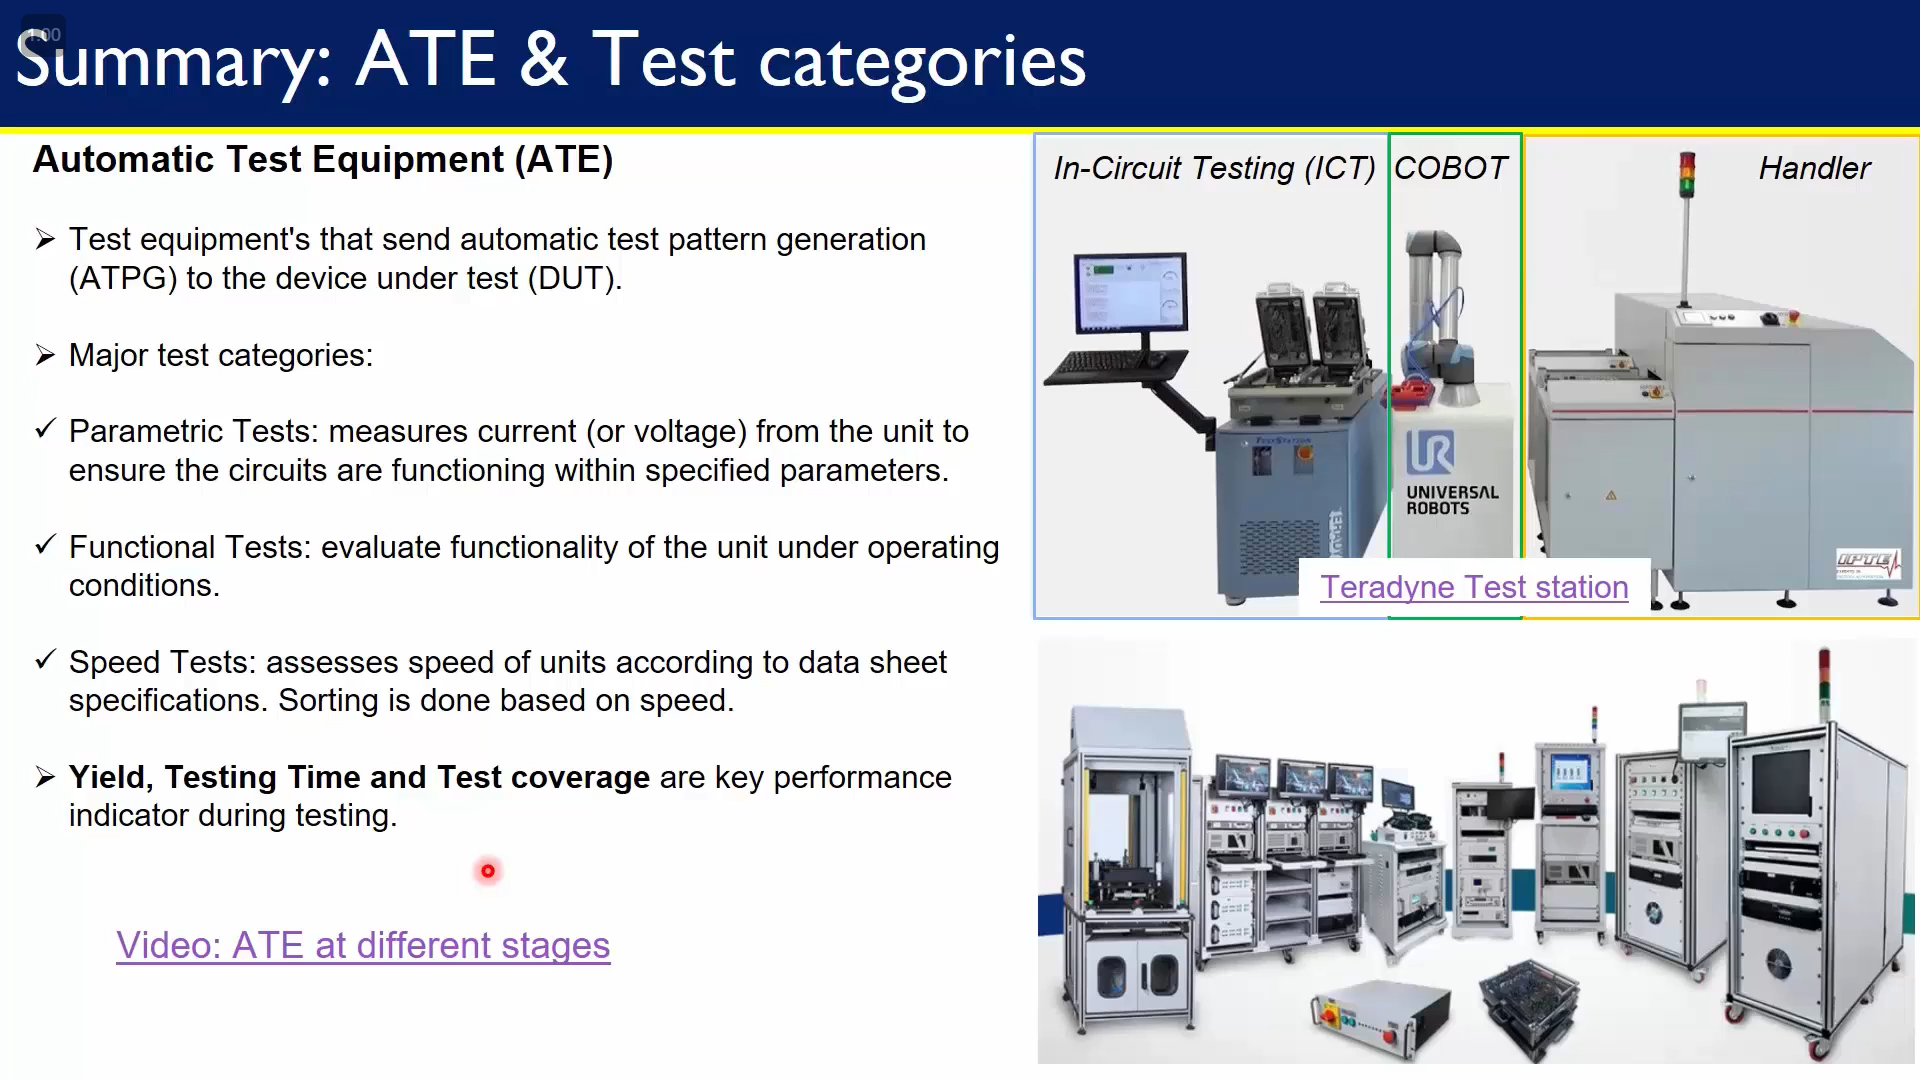 1:00
Summary: ATE & Test categories
Automatic Test Equipment (ATE)
Test equipment's that send automatic test pattern generation
(ATPG) to the device under test (DUT).
Major test categories:
Parametric Tests: measures current (or voltage) from the unit to
ensure the circuits are functioning within specified parameters.
Functional Tests: evaluate functionality of the unit under operating
conditions.
Speed Tests: assesses speed of units according to data sheet
specifications. Sorting is done based on speed.
Yield, Testing Time and Test coverage are key performance
indicator during testing.
Video: ATE at different stages
In-Circuit Testing (ICT)
COBOT
Handler
TESTSTATION
UR
UNIVERSAL
ROBOTS
IPTE
Teradyne Test station